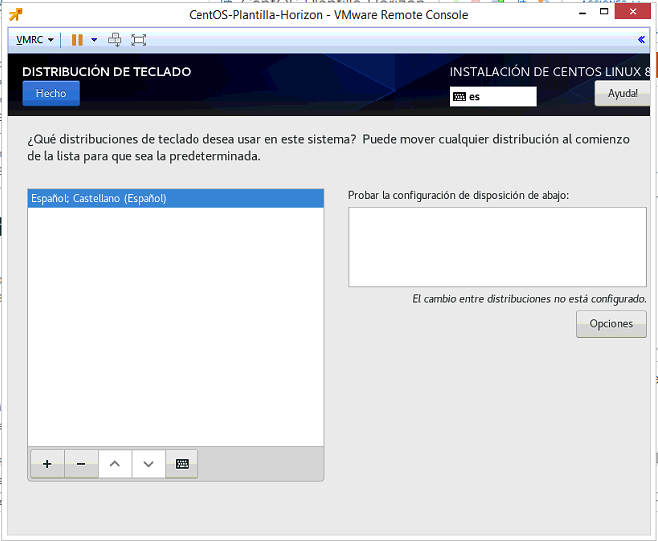 CentOS-Plantilla-Horizon - VMware Remote Console
VMRC
DISTRIBUCIÓN DE TECLADO
INSTALACIÓN DE CENTOS LINUX 8
Hecho
es
Ayuda!
¿Qué distribuciones de teclado desea usar en este sistema? Puede mover cualquier distribución al comienzo
de la lista para que sea la predeterminada.
Español; Castellano (Español)
Probar la configuración de disposición de abajo:
El cambio entre distribuciones no está configurado.
Opciones